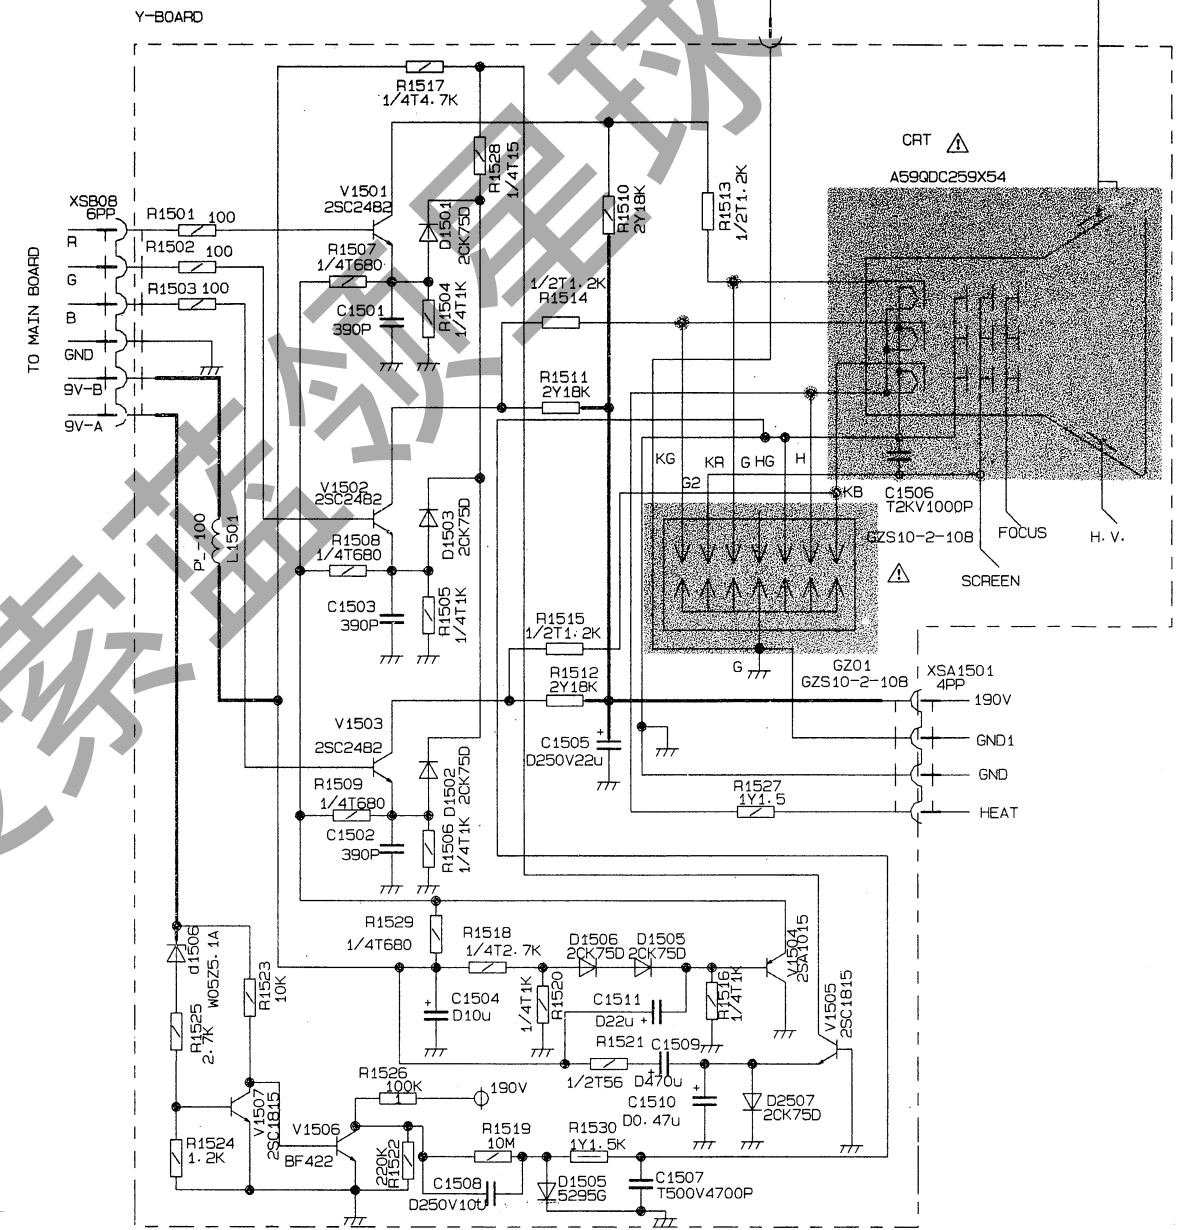 Y-BOARD
R1517
1/4T4.7K
R1528
1/4T15
CRT
A59QDC259X54
V1501
2SC2482
D1501
2CK75D
R1510
2Y18K
R1513
1/2T1.2K
XSB08
6PP
R1501 100
R
R1502 100
G
R1503 100
B
GND
9V-B
9V-A
TO MAIN BOARD
R1507
1/4T680
C1501
390P
R1504
1/4T1K
1/2T1.2K
R1514
R1511
2Y18K
KG
KR
G
HG
H
G2
KB
C1506
T2KV1000P
GZS10-2-108
FOCUS
H.V.
SCREEN
V1502
2SC2482
D1503
2CK75D
L1501
R1508
1/4T680
C1503
390P
R1505
1/4T1K
R1515
1/2T1.2K
R1512
2Y18K
G
GZ01
GZS10-2-108
XSA1501
4PP
190V
GND1
GND
HEAT
V1503
2SC2482
C1505
D250V22u
D1502
2CK75D
R1527
1Y1.5
R1509
1/4T680
C1502
390P
R1506
1/4T1K
R1529
1/4T680
R1518
1/4T2.7K
D1506
2CK75D
D1505
2CK75D
V1504
2SA1015
d1506
W05Z5.1A
R1523
10K
R1525
2.7K
C1504
D10u
1/4T1K
R1520
C1511
D22u
R1516
1/4T1K
V1505
2SC1815
R1521
1/2T56
C1509
D470u
C1510
D0.47u
D2507
2CK75D
R1526
100K
190V
V1507
2SC1815
V1506
BF422
R1524
1.2K
220K
R1522
R1519
10M
R1530
1Y1.5K
C1508
D250V10u
D1505
5295G
C1507
T500V4700P
索蓝领星球